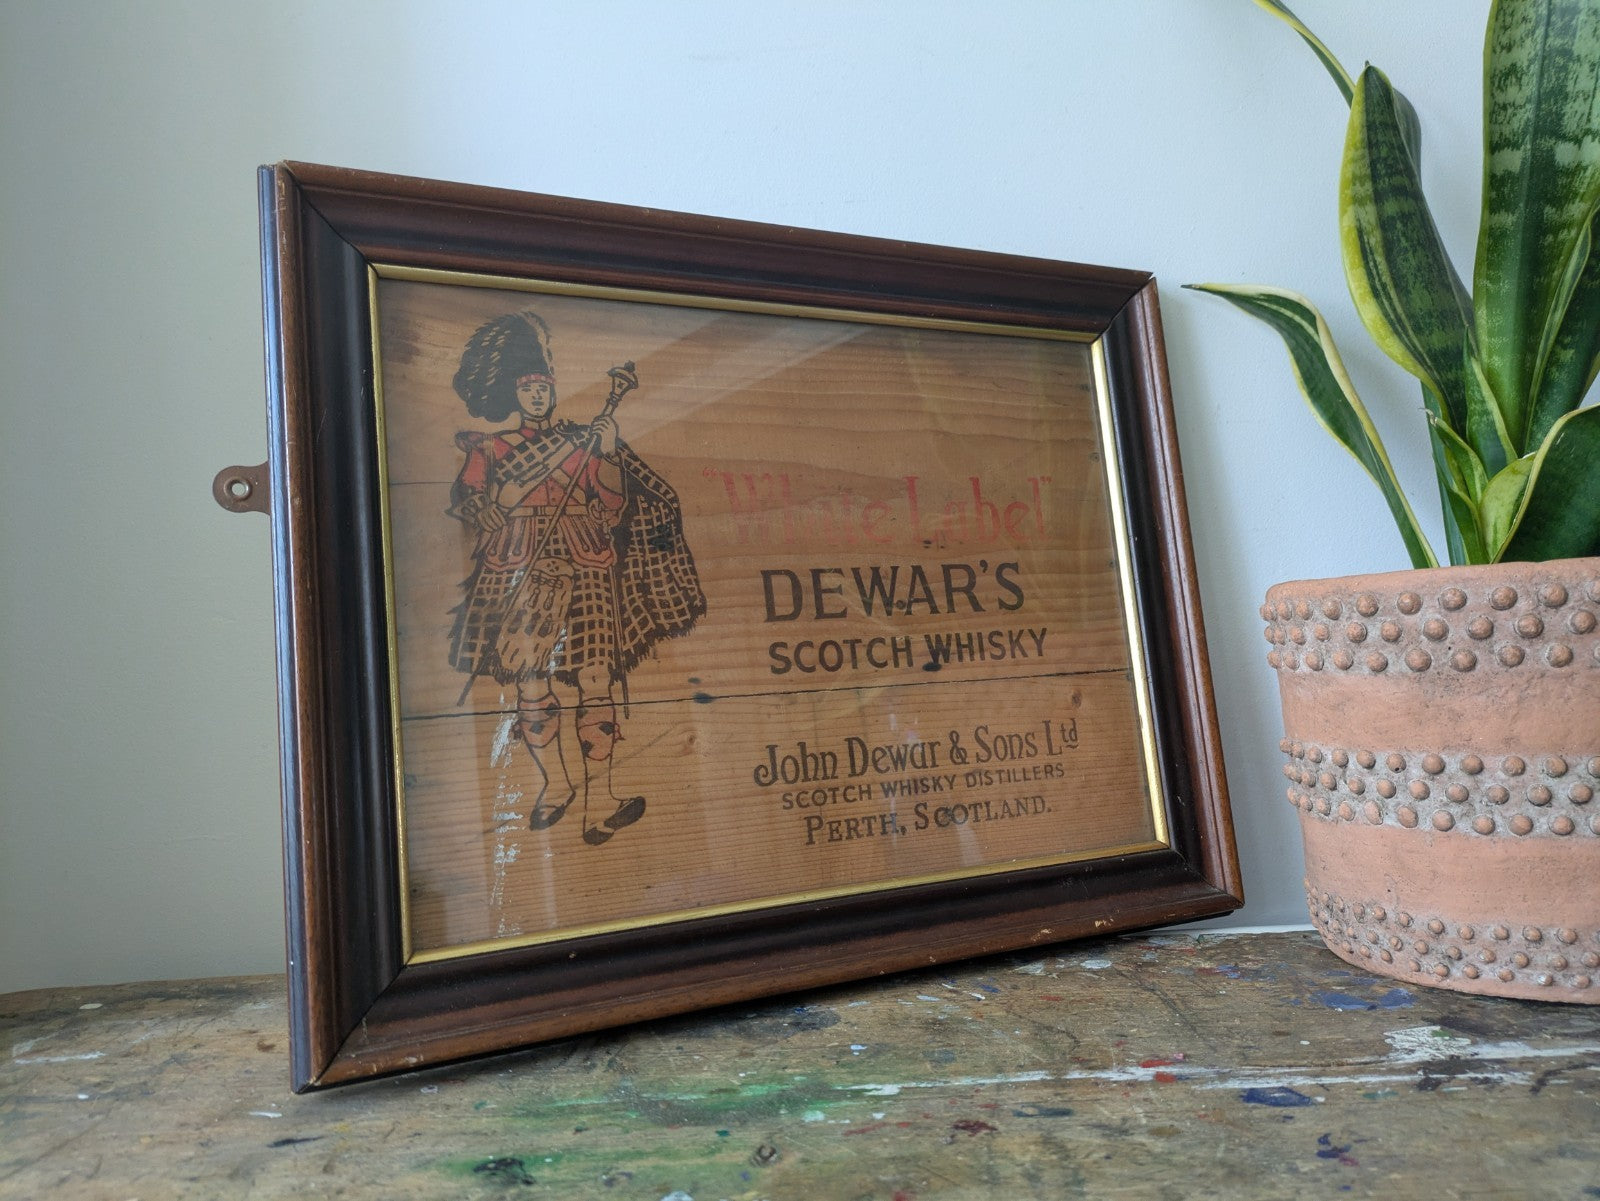 "White Label"
DEWAR'S
SCOTCH WHISKY
John Dewar & Sons Ltd
SCOTCH WHISKY DISTILLERS
PERTH, SCOTLAND.